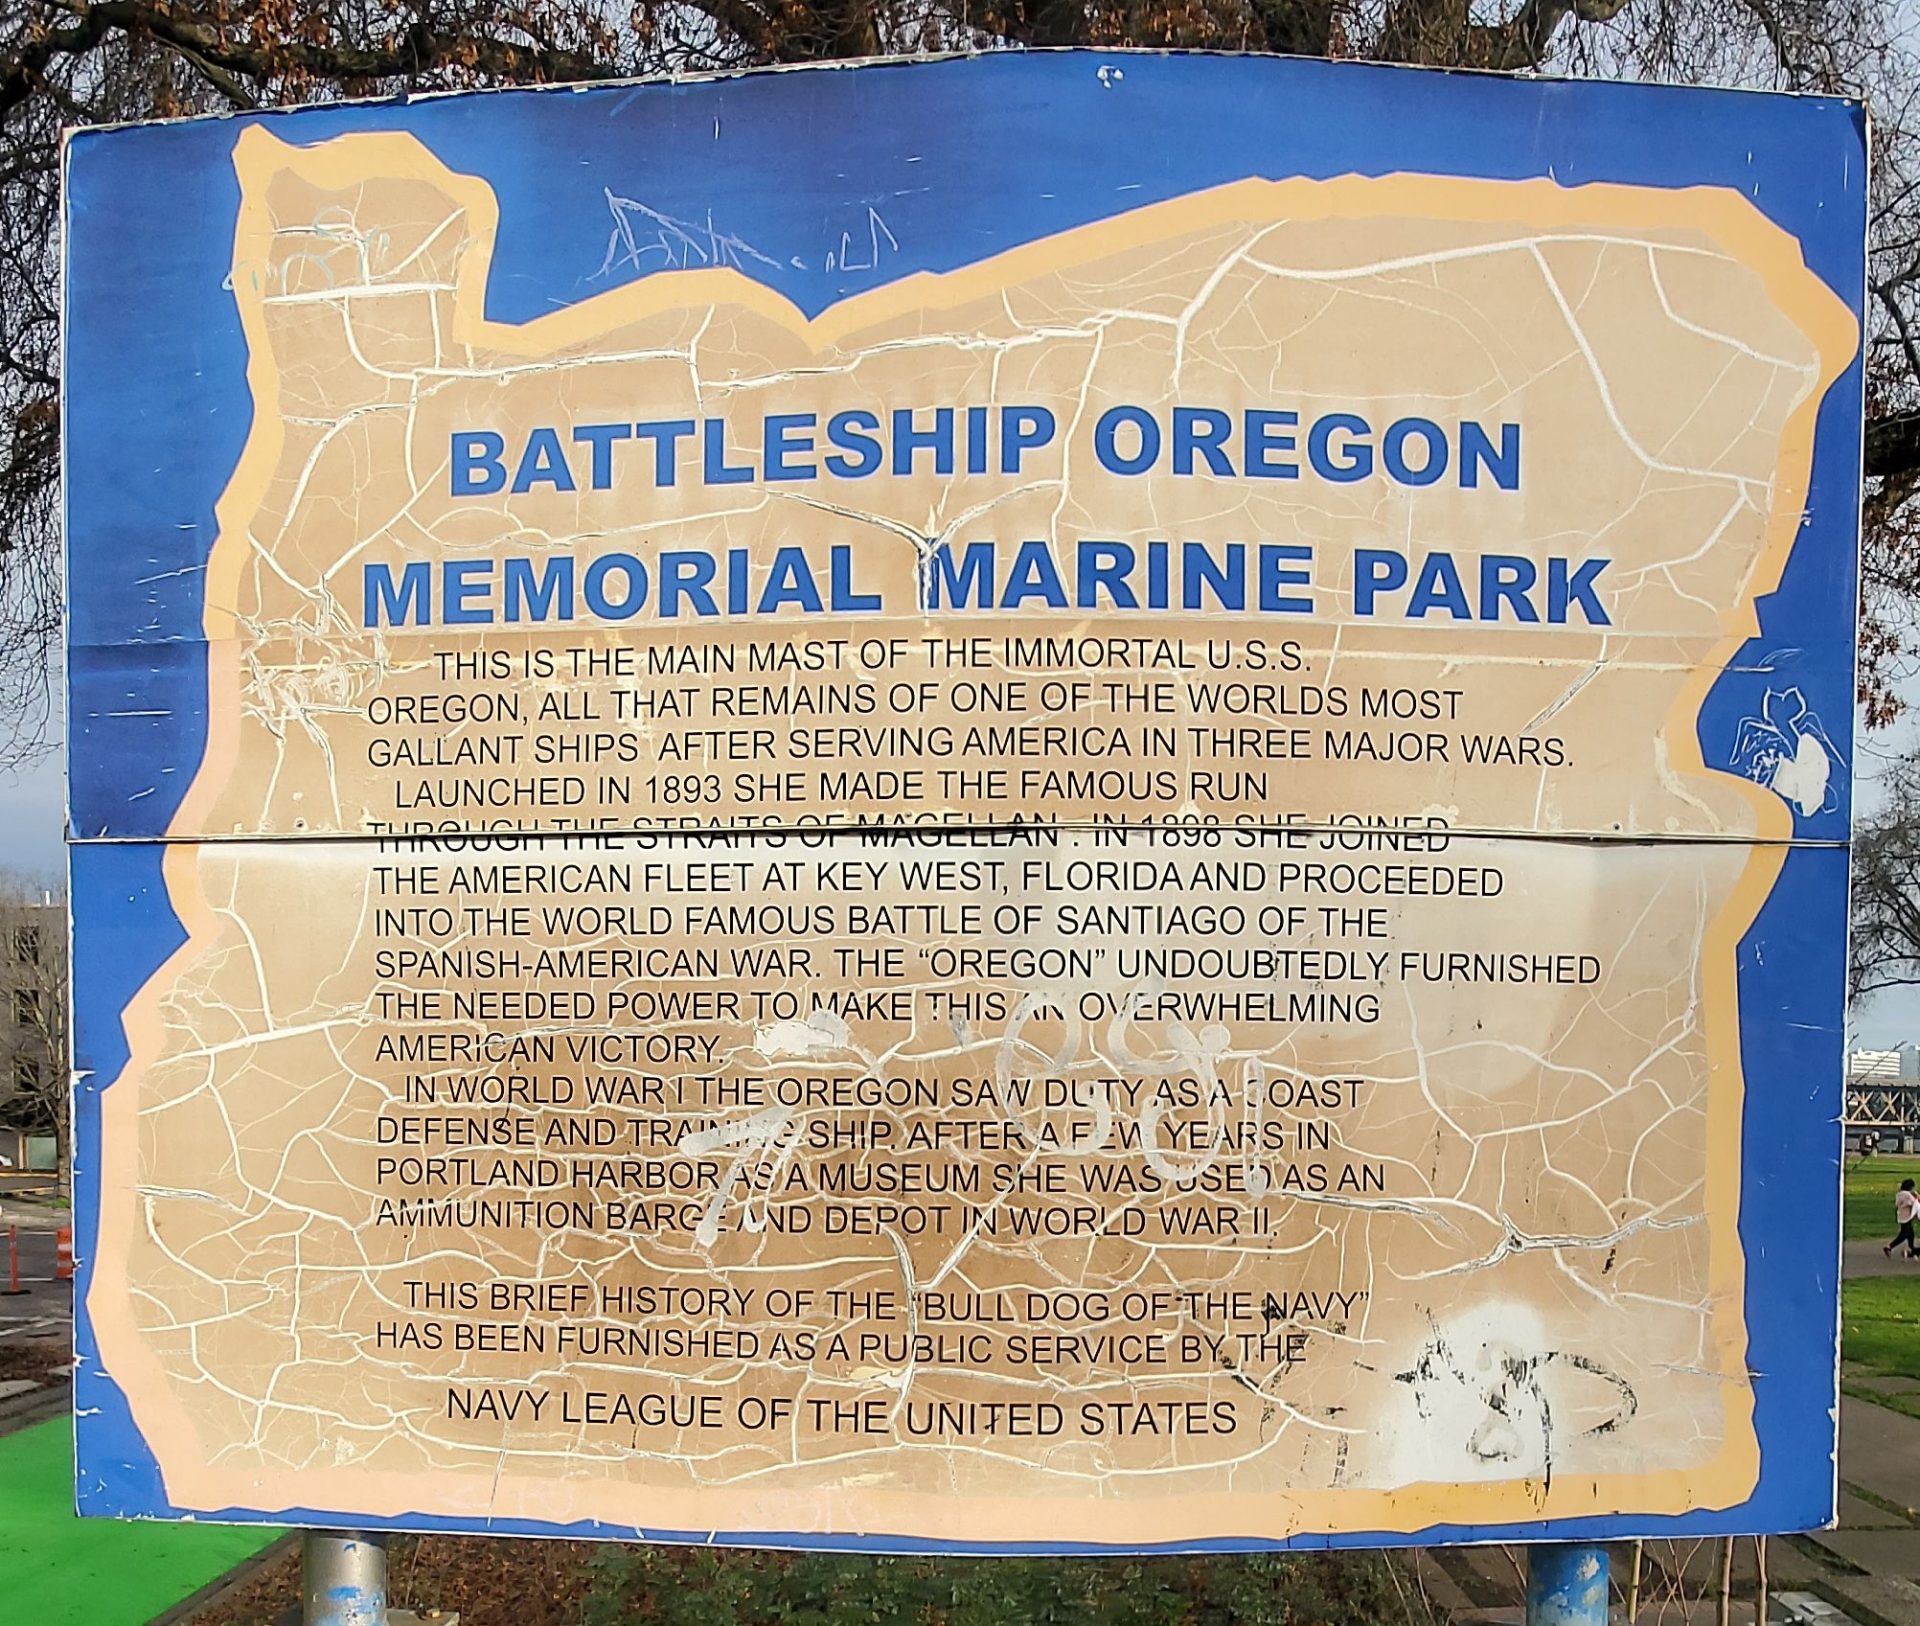 BATTLESHIP OREGON
MEMORIAL MARINE PARK
THIS IS THE MAIN MAST OF THE IMMORTAL U.S.S.
OREGON, ALL THAT REMAINS OF ONE OF THE WORLDS MOST
GALLANT SHIPS AFTER SERVING AMERICA IN THREE MAJOR WARS.
LAUNCHED IN 1893 SHE MADE THE FAMOUS RUN
THROUGH THE STRAITS OF MAGELLAN . IN 1898 SHE JOINED
THE AMERICAN FLEET AT KEY WEST, FLORIDA AND PROCEEDED
INTO THE WORLD FAMOUS BATTLE OF SANTIAGO OF THE
SPANISH-AMERICAN WAR. THE “OREGON” UNDOUBTEDLY FURNISHED
THE NEEDED POWER TO MAKE THIS AN OVERWHELMING
AMERICAN VICTORY.
IN WORLD WAR I THE OREGON SAW DUTY AS A COAST
DEFENSE AND TRAINING SHIP. AFTER A FEW YEARS IN
PORTLAND HARBOR AS A MUSEUM SHE WAS USED AS AN
AMMUNITION BARGE AND DEPOT IN WORLD WAR II.
THIS BRIEF HISTORY OF THE “BULL DOG OF THE NAVY”
HAS BEEN FURNISHED AS A PUBLIC SERVICE BY THE
NAVY LEAGUE OF THE UNITED STATES